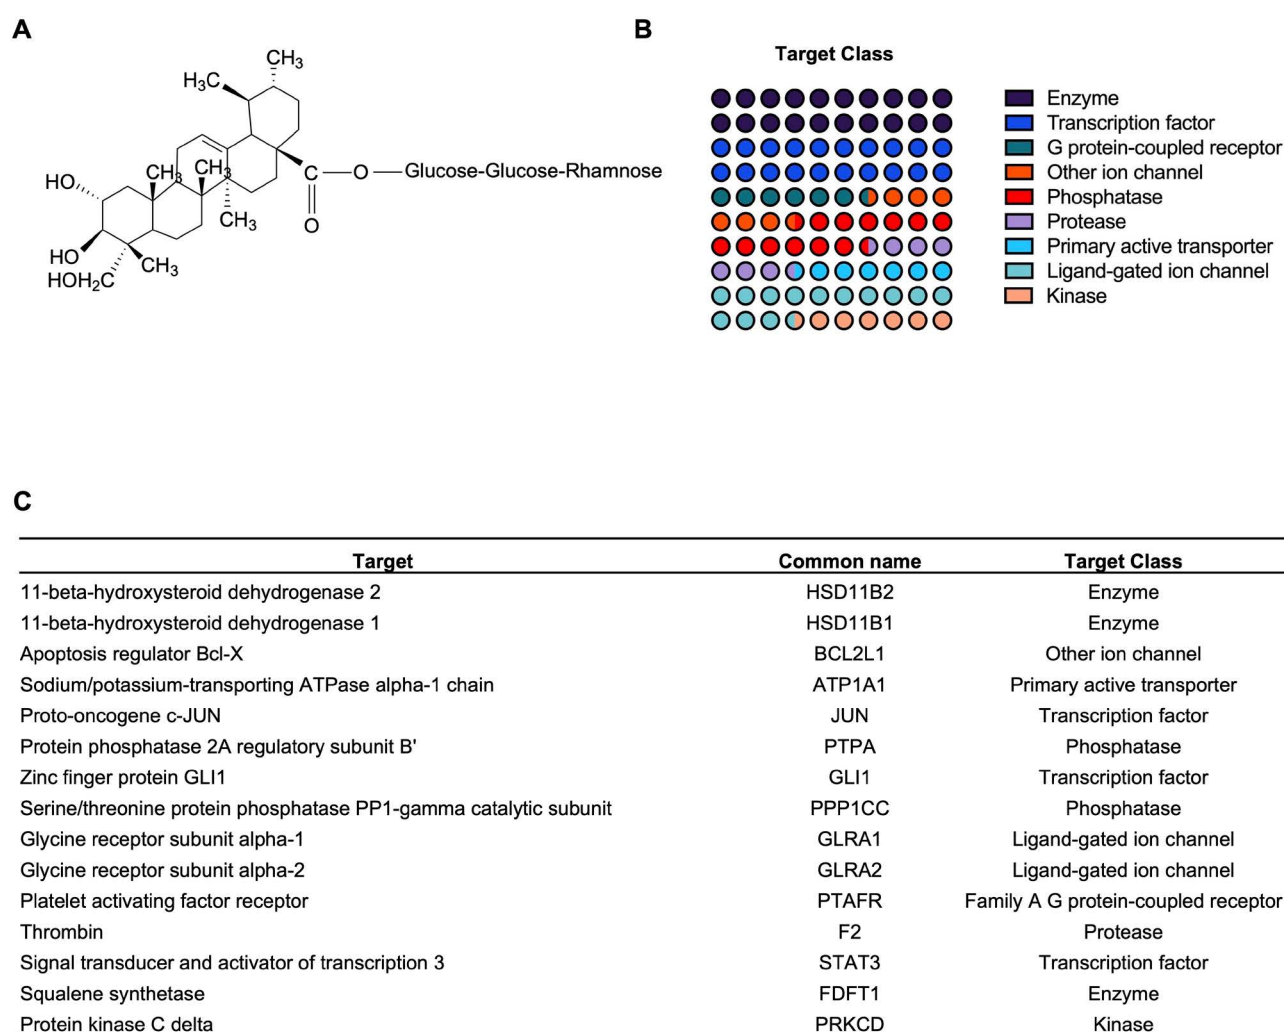 A
CH₃
H₃C
CH₃
CH₃
HO
C
O
Glucose-Glucose-Rhamnose
CH₃
O
HO
CH₃
HOH₂C
B
Target Class
Enzyme
Transcription factor
G protein-coupled receptor
Other ion channel
Phosphatase
Protease
Primary active transporter
Ligand-gated ion channel
Kinase
C
Target Common name Target Class
11-beta-hydroxysteroid dehydrogenase 2 HSD11B2 Enzyme
11-beta-hydroxysteroid dehydrogenase 1 HSD11B1 Enzyme
Apoptosis regulator Bcl-X BCL2L1 Other ion channel
Sodium/potassium-transporting ATPase alpha-1 chain ATP1A1 Primary active transporter
Proto-oncogene c-JUN JUN Transcription factor
Protein phosphatase 2A regulatory subunit B' PTPA Phosphatase
Zinc finger protein GLI1 GLI1 Transcription factor
Serine/threonine protein phosphatase PP1-gamma catalytic subunit PPP1CC Phosphatase
Glycine receptor subunit alpha-1 GLRA1 Ligand-gated ion channel
Glycine receptor subunit alpha-2 GLRA2 Ligand-gated ion channel
Platelet activating factor receptor PTAFR Family A G protein-coupled receptor
Thrombin F2 Protease
Signal transducer and activator of transcription 3 STAT3 Transcription factor
Squalene synthetase FDFT1 Enzyme
Protein kinase C delta PRKCD Kinase